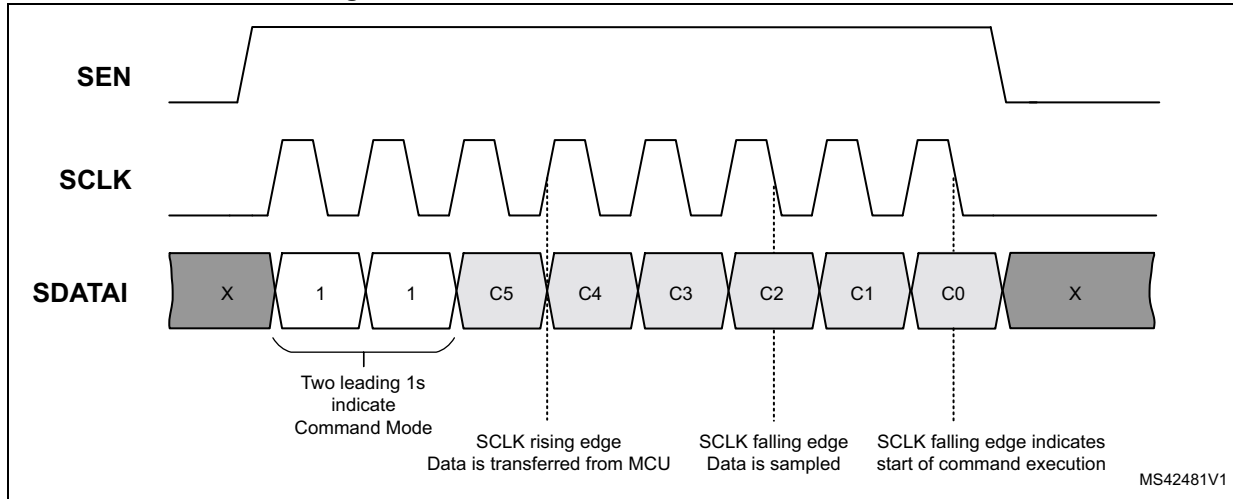 SEN
SCLK
SDATAI
X 1 1 C5 C4 C3 C2 C1 C0 X
Two leading 1s
indicate
Command Mode
SCLK rising edge
Data is transferred from MCU
SCLK falling edge
Data is sampled
SCLK falling edge indicates
start of command execution
MS42481V1